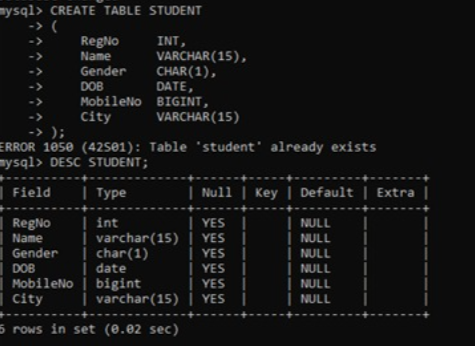 mysql> CREATE TABLE STUDENT
-> (
-> RegNo INT,
-> Name VARCHAR(15),
-> Gender CHAR(1),
-> DOB DATE,
-> MobileNo BIGINT,
-> City VARCHAR(15)
-> );
ERROR 1050 (42S01): Table 'student' already exists
mysql> DESC STUDENT;
+----------+-------------+------+-----+---------+-------+
| Field | Type | Null | Key | Default | Extra |
+----------+-------------+------+-----+---------+-------+
| RegNo | int | YES | | NULL | |
| Name | varchar(15) | YES | | NULL | |
| Gender | char(1) | YES | | NULL | |
| DOB | date | YES | | NULL | |
| MobileNo | bigint | YES | | NULL | |
| City | varchar(15) | YES | | NULL | |
+----------+-------------+------+-----+---------+-------+
6 rows in set (0.02 sec)